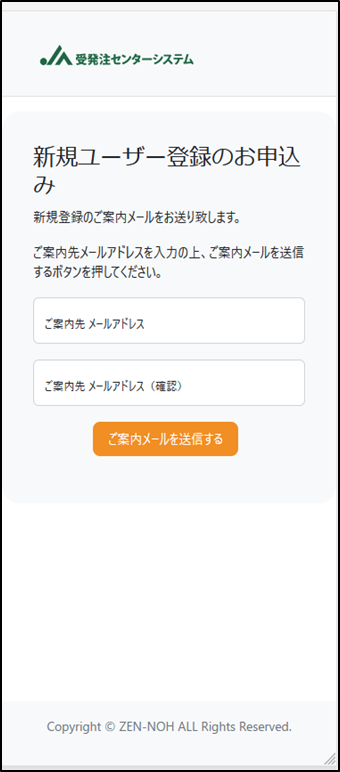 JA 受発注センターシステム
新規ユーザー登録のお申込
み
新規登録のご案内メールをお送り致します。
ご案内先メールアドレスを入力の上、ご案内メールを送信
するボタンを押してください。
ご案内先 メールアドレス
ご案内先 メールアドレス（確認）
ご案内メールを送信する
Copyright © ZEN-NOH ALL Rights Reserved.